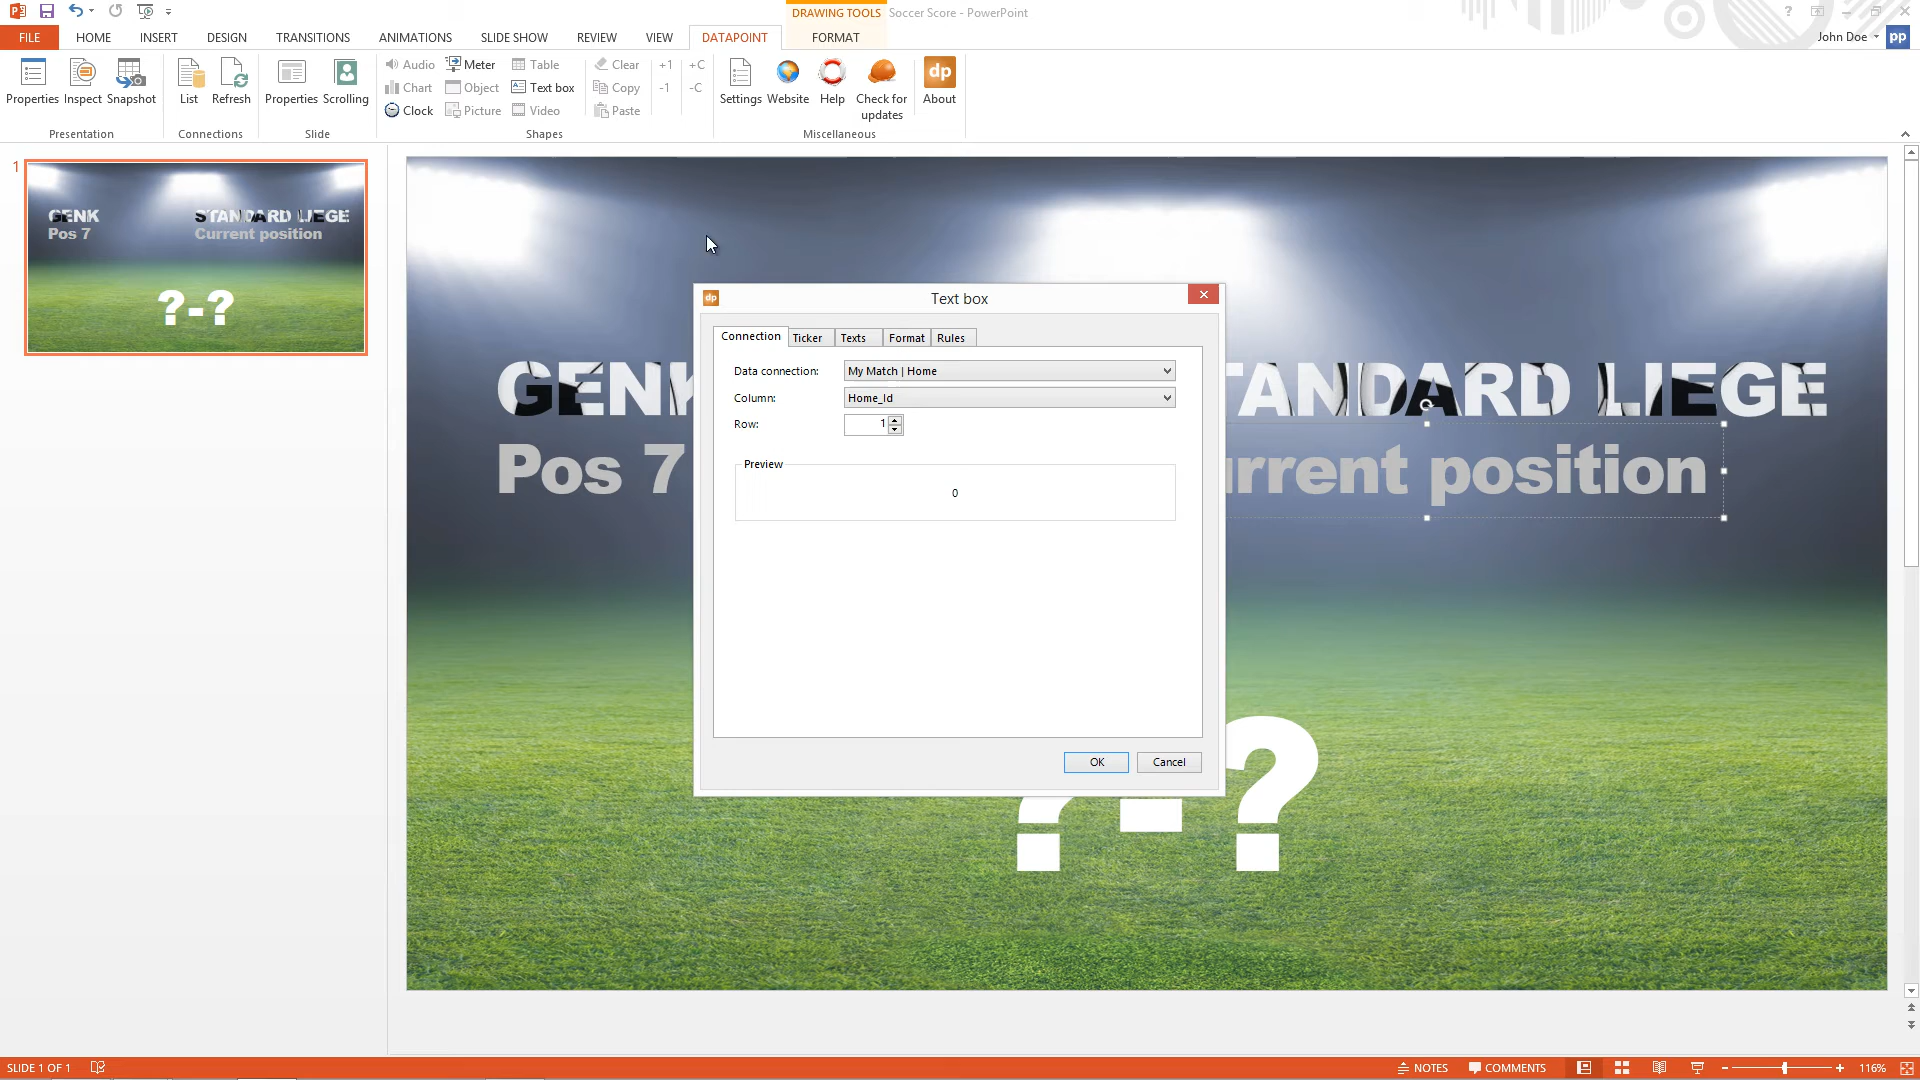 DRAWING TOOLS Soccer Score - PowerPoint
FILE HOME INSERT DESIGN TRANSITIONS ANIMATIONS SLIDE SHOW REVIEW VIEW DATAPOINT FORMAT John Doe pp
Audio Meter Table Clear +1 +C
Chart Object Text box Copy -1 -C
Clock Picture Video Paste
Properties Inspect Snapshot List Refresh Properties Scrolling Settings Website Help Check for updates dp About
Presentation Connections Slide Shapes Miscellaneous
1
GENK STANDARD LIEGE
Pos 7 Current position
?-?
dp Text box
Connection Ticker Texts Format Rules
Data connection: My Match | Home
Column: Home_Id
Row: 1
Preview
0
OK Cancel
GENK TANDARD LIEGE
Pos 7 urrent position
?-?
SLIDE 1 OF 1 NOTES COMMENTS 116%